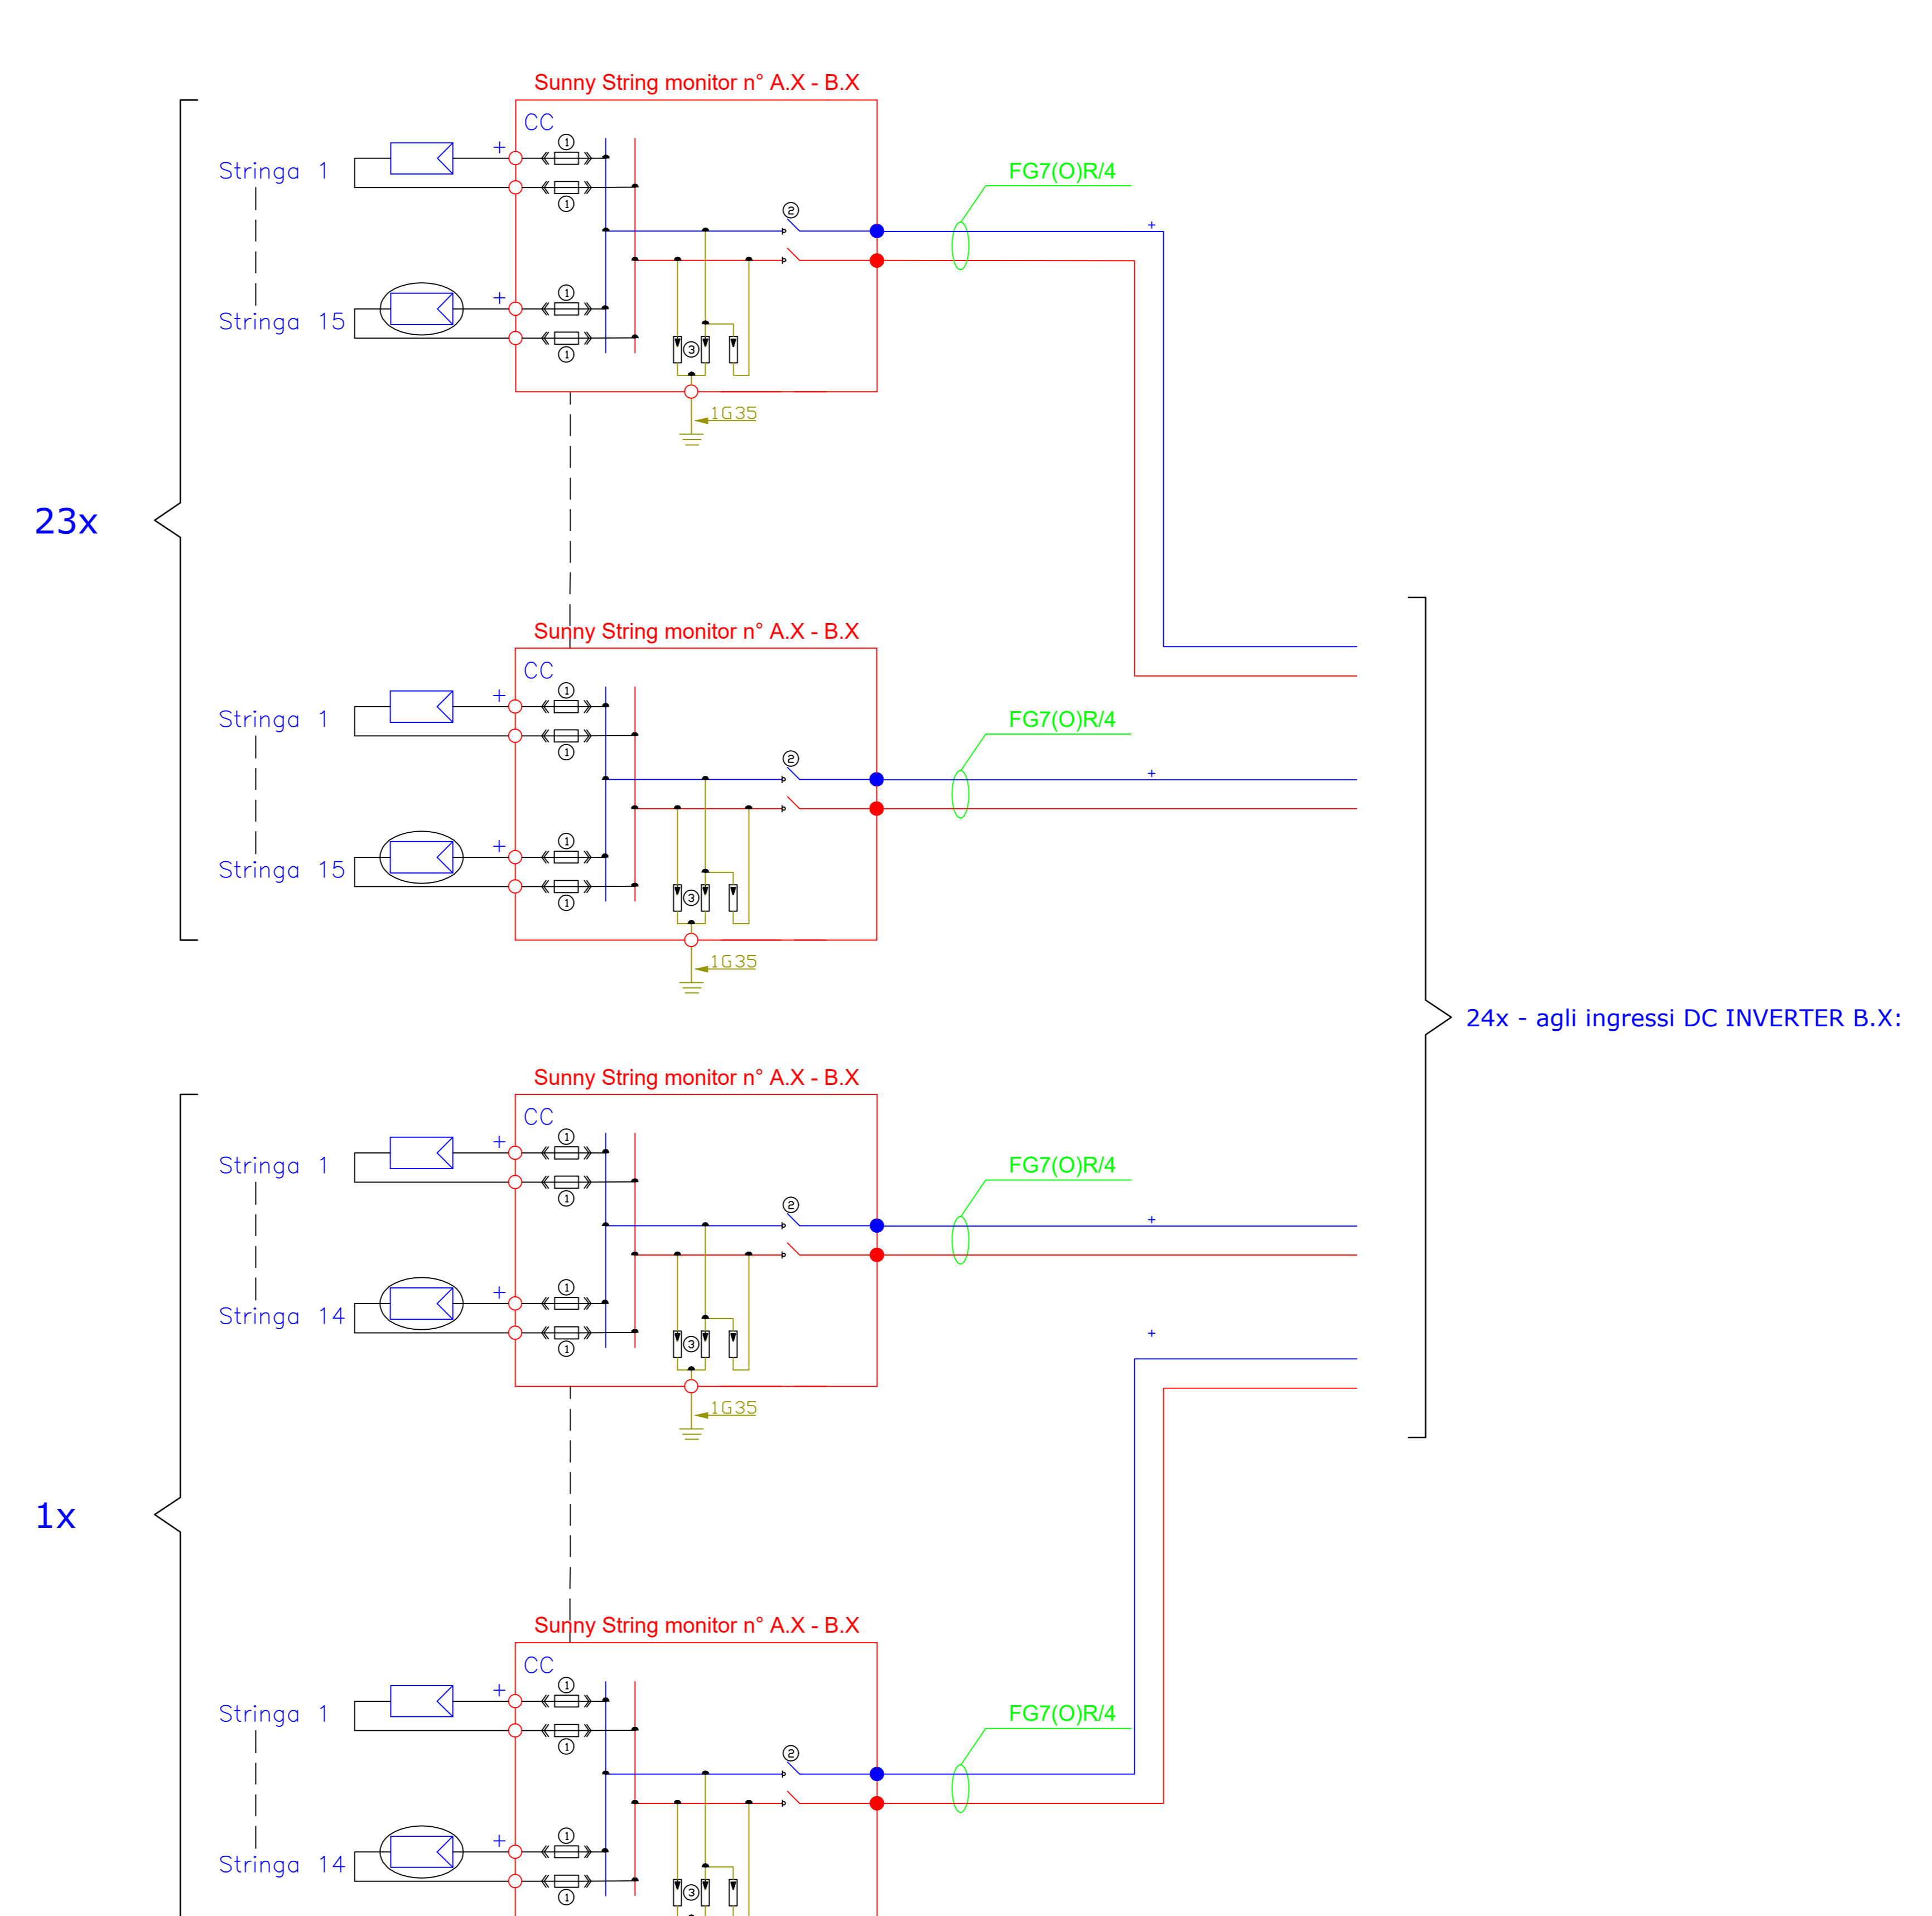 Sunny String monitor n° A.X - B.X
CC
+
1
Stringa 1
1
FG7(O)R/4
2
+
+
1
Stringa 15
1
3
1G35
23x
Sunny String monitor n° A.X - B.X
CC
+
1
Stringa 1
1
FG7(O)R/4
2
+
+
1
Stringa 15
1
3
1G35
24x - agli ingressi DC INVERTER B.X:
Sunny String monitor n° A.X - B.X
CC
+
1
Stringa 1
1
FG7(O)R/4
2
+
+
1
Stringa 14
1
3
+
1G35
1x
Sunny String monitor n° A.X - B.X
CC
+
1
Stringa 1
1
FG7(O)R/4
2
+
1
Stringa 14
1
3